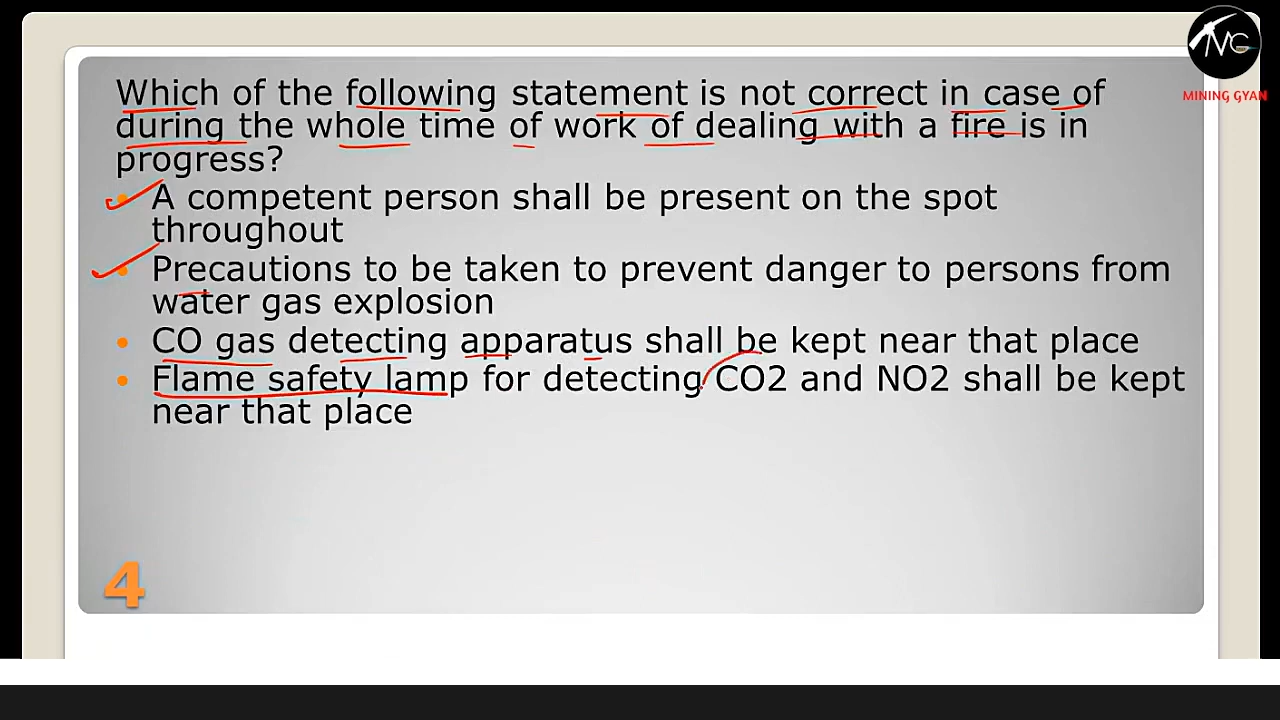 MC
MINING GYAN
Which of the following statement is not correct in case of
during the whole time of work of dealing with a fire is in
progress?
A competent person shall be present on the spot
throughout
Precautions to be taken to prevent danger to persons from
water gas explosion
CO gas detecting apparatus shall be kept near that place
Flame safety lamp for detecting CO2 and NO2 shall be kept
near that place
4